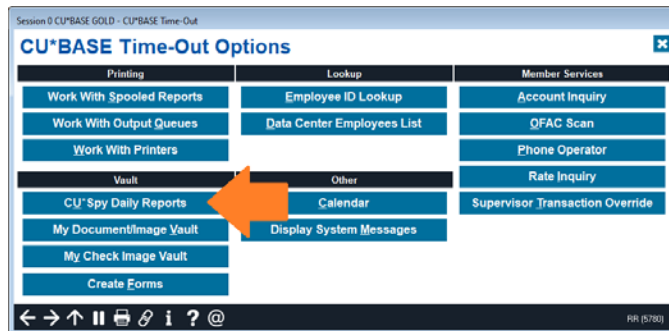 Session 0 CU*BASE GOLD - CU*BASE Time-Out
CU*BASE Time-Out Options
Printing
Work With Spooled Reports
Work With Output Queues
Work With Printers
Vault
CU*Spy Daily Reports
My Document/Image Vault
My Check Image Vault
Create Forms
Lookup
Employee ID Lookup
Data Center Employees List
Other
Calendar
Display System Messages
Member Services
Account Inquiry
OFAC Scan
Phone Operator
Rate Inquiry
Supervisor Transaction Override
RR (5780)